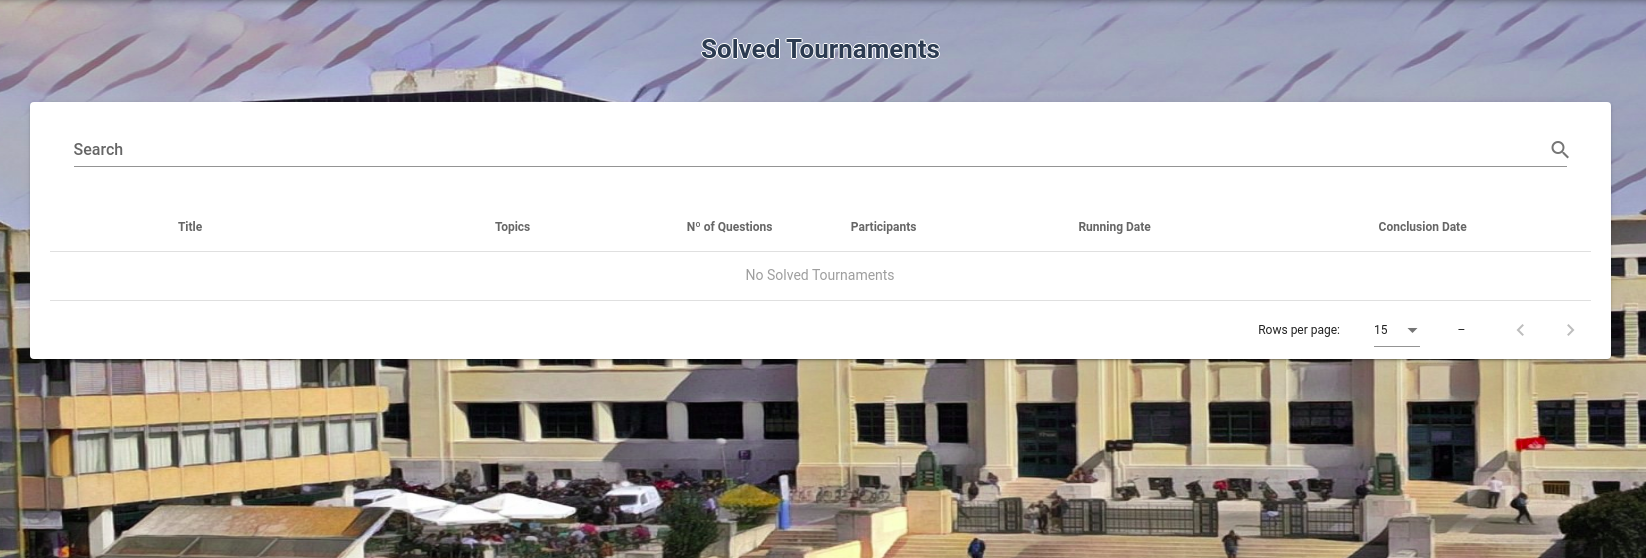 Solved Tournaments
Search
Title Topics Nº of Questions Participants Running Date Conclusion Date
No Solved Tournaments
Rows per page: 15 –